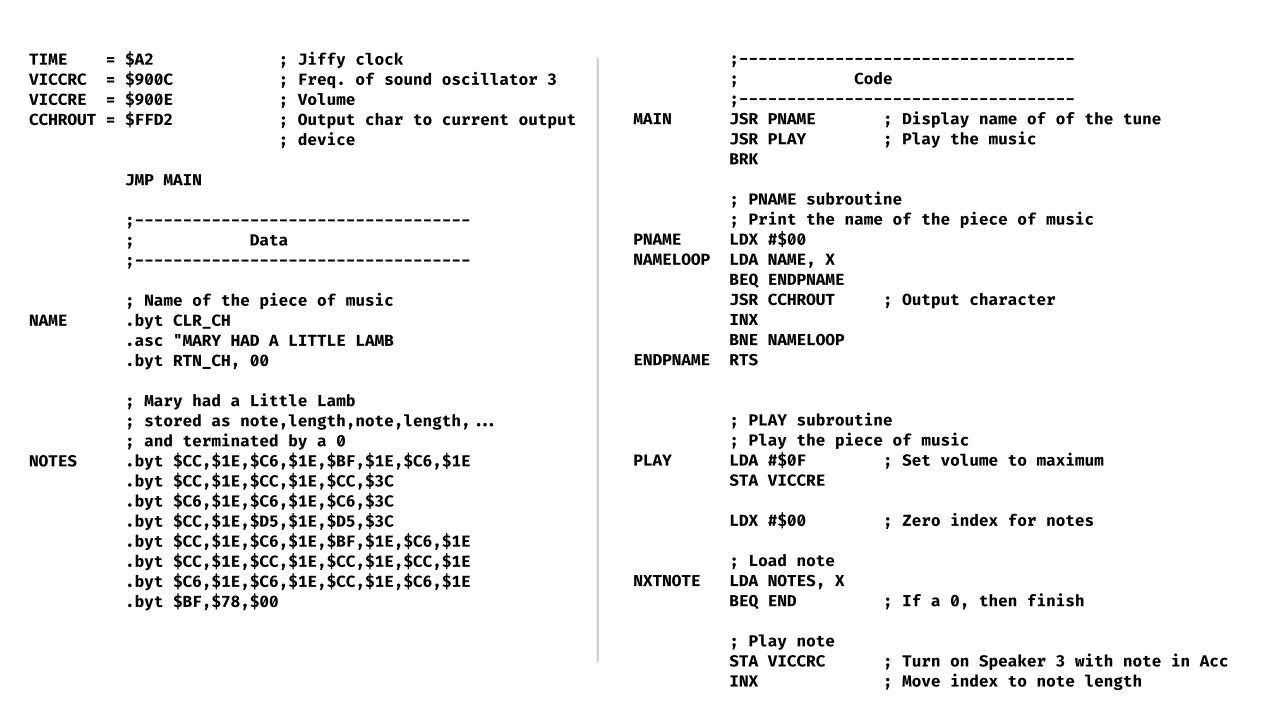 TIME    = $A2             ; Jiffy clock
VICCRC  = $900C           ; Freq. of sound oscillator 3
VICCRE  = $900E           ; Volume
CCHROUT = $FFD2           ; Output char to current output
                          ; device
          JMP MAIN
          ;-----------------------------------
          ;            Data
          ;-----------------------------------
          ; Name of the piece of music
NAME      .byt CLR_CH
          .asc "MARY HAD A LITTLE LAMB
          .byt RTN_CH, 00
          ; Mary had a Little Lamb
          ; stored as note,length,note,length,...
          ; and terminated by a 0
NOTES     .byt $CC,$1E,$C6,$1E,$BF,$1E,$C6,$1E
          .byt $CC,$1E,$CC,$1E,$CC,$3C
          .byt $C6,$1E,$C6,$1E,$C6,$3C
          .byt $CC,$1E,$D5,$1E,$D5,$3C
          .byt $CC,$1E,$C6,$1E,$BF,$1E,$C6,$1E
          .byt $CC,$1E,$CC,$1E,$CC,$1E,$CC,$1E
          .byt $C6,$1E,$C6,$1E,$CC,$1E,$C6,$1E
          .byt $BF,$78,$00
          ;-----------------------------------
          ;            Code
          ;-----------------------------------
MAIN      JSR PNAME       ; Display name of of the tune
          JSR PLAY        ; Play the music
          BRK
          ; PNAME subroutine
          ; Print the name of the piece of music
PNAME     LDX #$00
NAMELOOP  LDA NAME, X
          BEQ ENDPNAME
          JSR CCHROUT     ; Output character
          INX
          BNE NAMELOOP
ENDPNAME  RTS
          ; PLAY subroutine
          ; Play the piece of music
PLAY      LDA #$0F        ; Set volume to maximum
          STA VICCRE
          LDX #$00        ; Zero index for notes
          ; Load note
NXTNOTE   LDA NOTES, X
          BEQ END         ; If a 0, then finish
          ; Play note
          STA VICCRC      ; Turn on Speaker 3 with note in Acc
          INX             ; Move index to note length